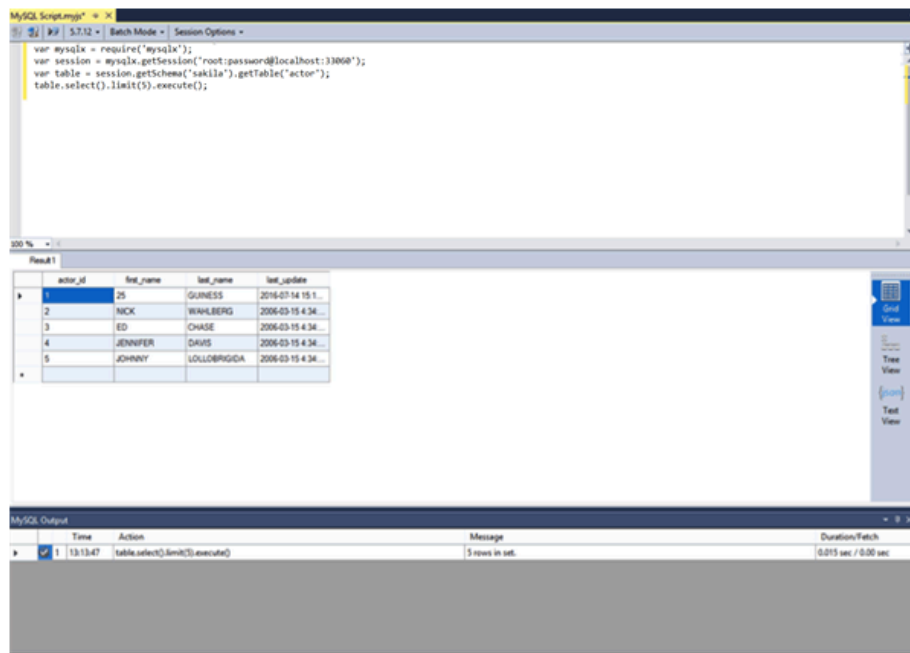 MySQL Script.myjs*
5.7.12 Batch Mode Session Options
var mysqlx = require('mysqlx');
var session = mysqlx.getSession('root:password@localhost:33060');
var table = session.getSchema('sakila').getTable("actor");
table.select().limit(5).execute();
100 %
Result1
actor_id first_name last_name last_update
1 25 GUINESS 2016-07-14 15:1...
2 NICK WAHLBERG 2006-03-15 4:34:...
3 ED CHASE 2006-03-15 4:34:...
4 JENNIFER DAVIS 2006-03-15 4:34:...
5 JOHNNY LOLLOBRIGIDA 2006-03-15 4:34:...
Grid
View
Tree
View
{json}
Text
View
MySQL Output
Time Action Message Duration/Fetch
1 13:13:47 table.select().limit(5).execute() 5 rows in set. 0.015 sec / 0.00 sec